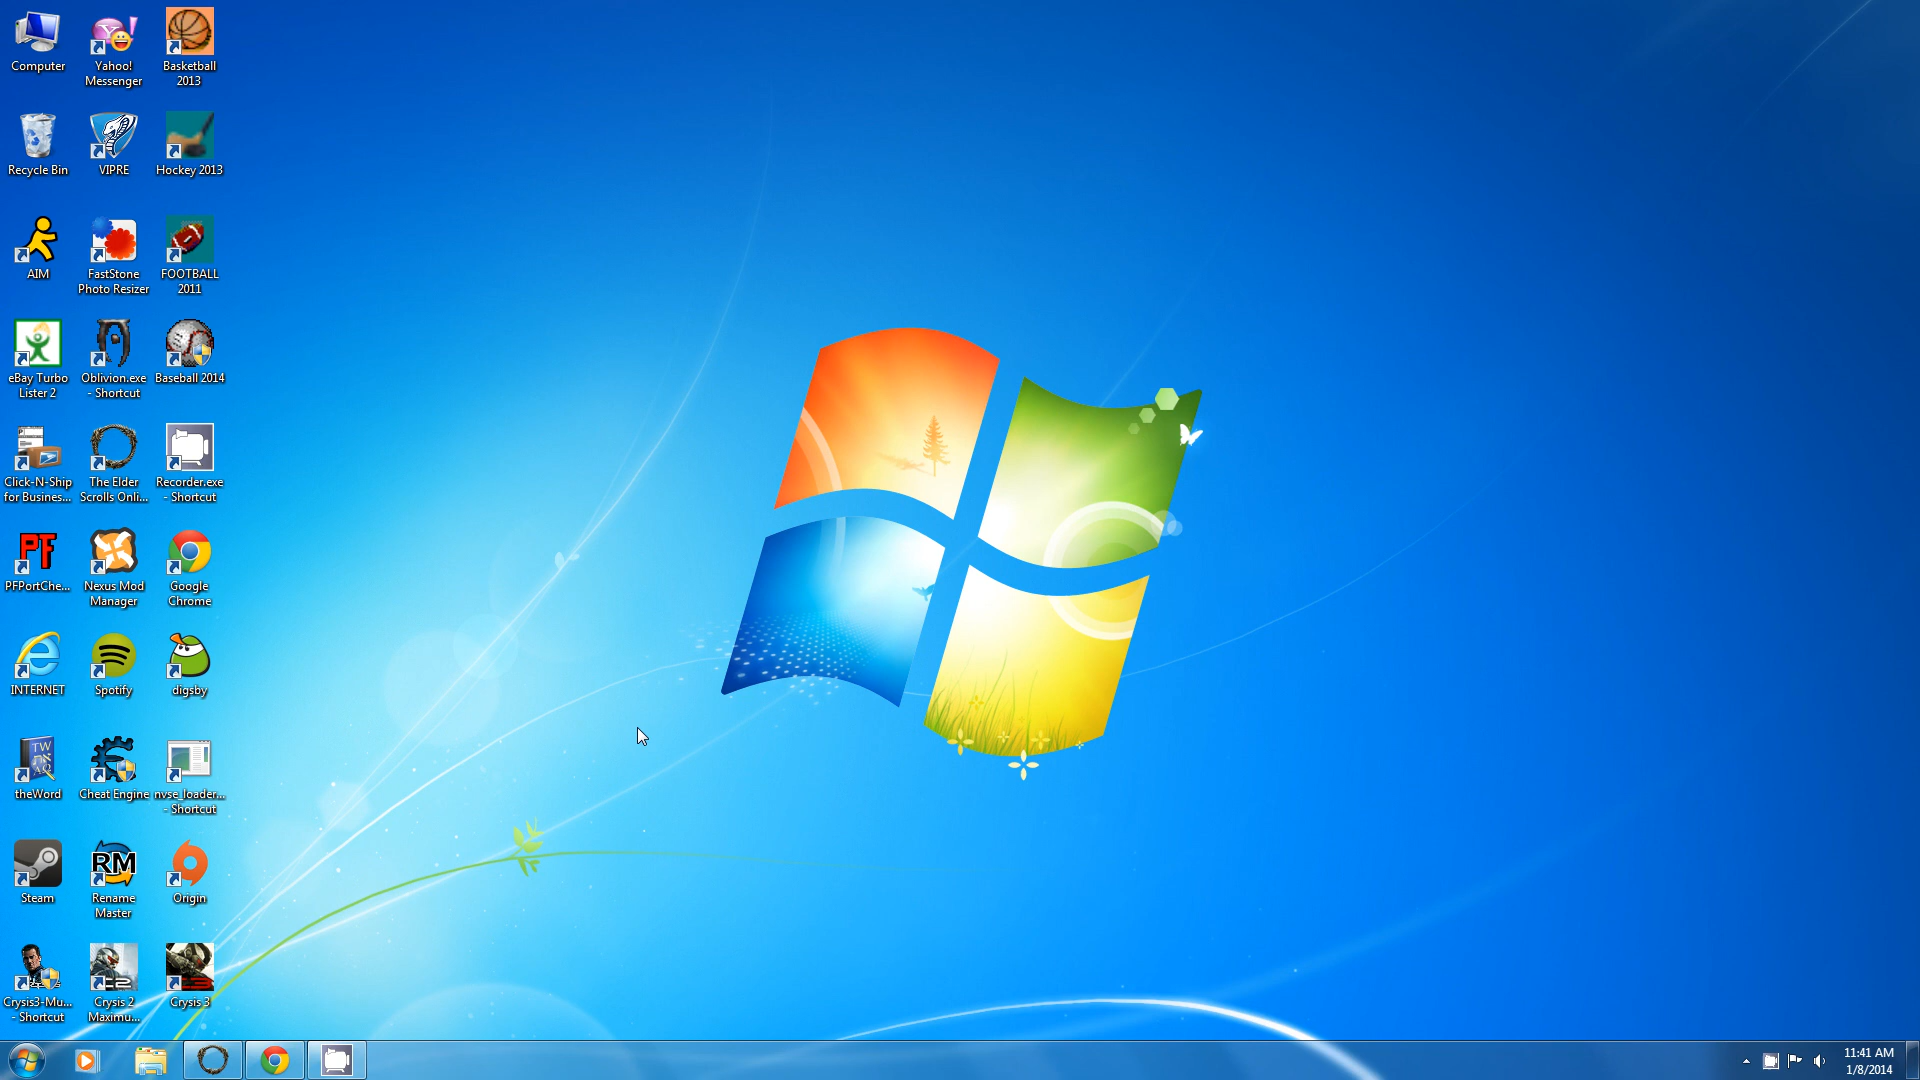 Computer
Yahoo!
Messenger
Basketball
2013
Recycle Bin
VIPRE
Hockey 2013
AIM
FastStone
Photo Resizer
FOOTBALL
2011
eBay Turbo
Lister 2
Oblivion.exe
- Shortcut
Baseball 2014
Click-N-Ship
for Busines...
The Elder
Scrolls Onli...
Recorder.exe
- Shortcut
PF
PFPortChe...
Nexus Mod
Manager
Google
Chrome
INTERNET
Spotify
digsby
TW
theWord
Cheat Engine
nvse_loader...
- Shortcut
Steam
RM
Rename
Master
Origin
Crysis3-Mu...
- Shortcut
Crysis 2
Maximu...
Crysis 3
11:41 AM
1/8/2014